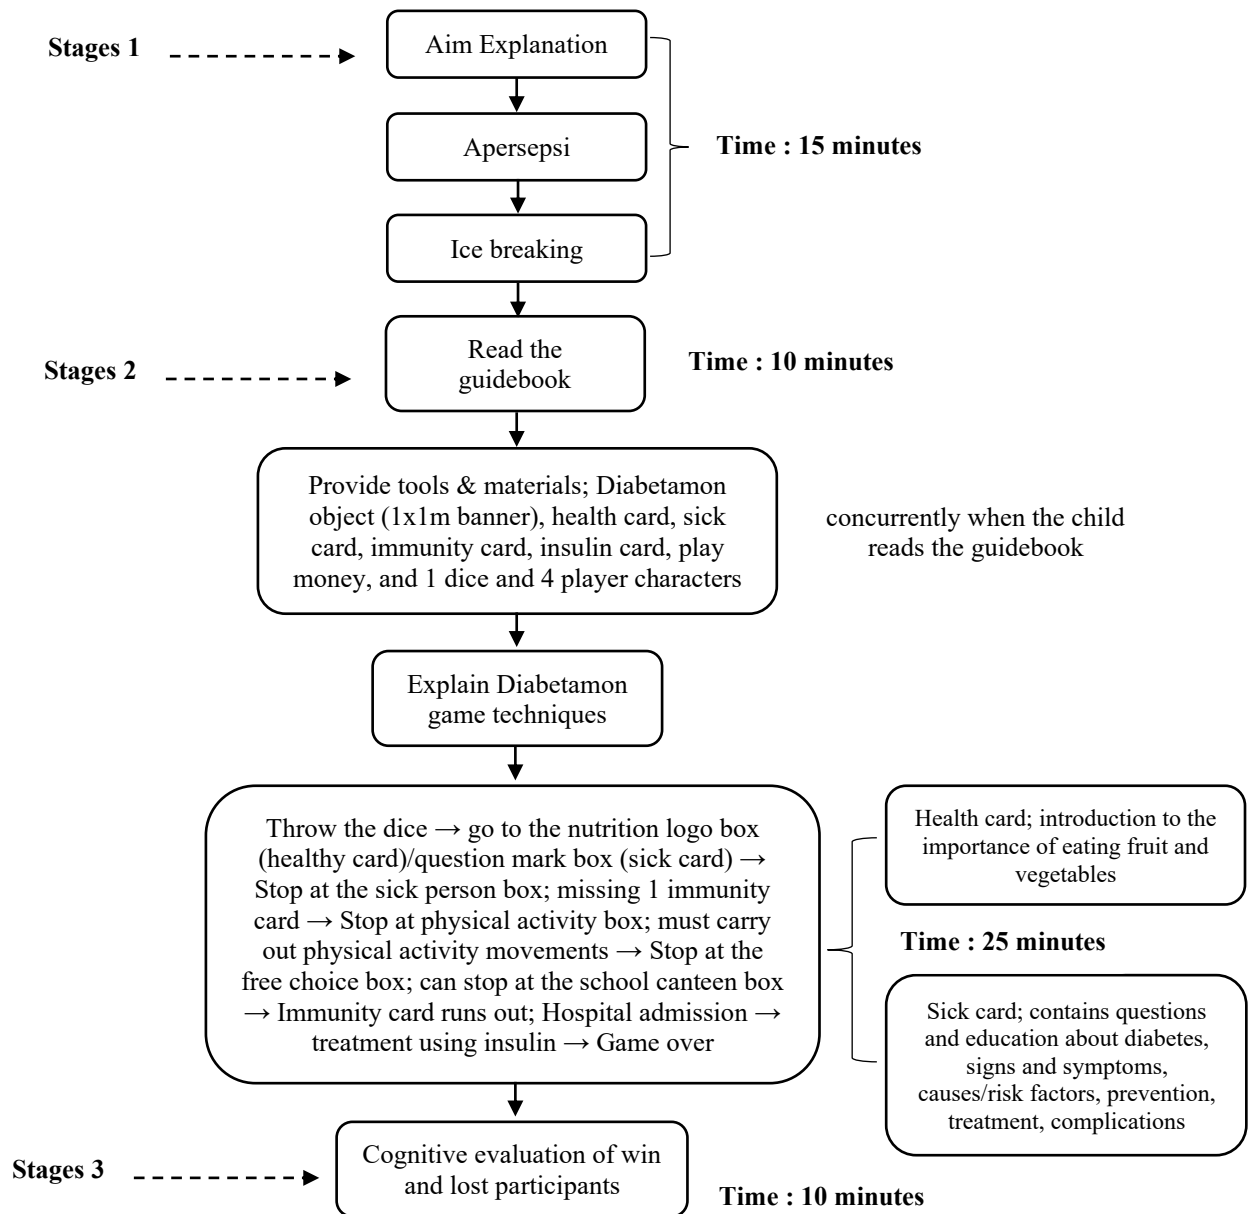 Stages 1
Aim Explanation
Apersepsi
Time : 15 minutes
Ice breaking
Stages 2
Read the
guidebook
Time : 10 minutes
Provide tools & materials; Diabetamon
object (1x1m banner), health card, sick
card, immunity card, insulin card, play
money, and 1 dice and 4 player characters
concurrently when the child
reads the guidebook
Explain Diabetamon
game techniques
Throw the dice → go to the nutrition logo box
(healthy card)/question mark box (sick card) →
Stop at the sick person box; missing 1 immunity
card → Stop at physical activity box; must carry
out physical activity movements → Stop at the
free choice box; can stop at the school canteen box
→ Immunity card runs out; Hospital admission →
treatment using insulin → Game over
Health card; introduction to the
importance of eating fruit and
vegetables
Time : 25 minutes
Sick card; contains questions
and education about diabetes,
signs and symptoms,
causes/risk factors, prevention,
treatment, complications
Stages 3
Cognitive evaluation of win
and lost participants
Time : 10 minutes